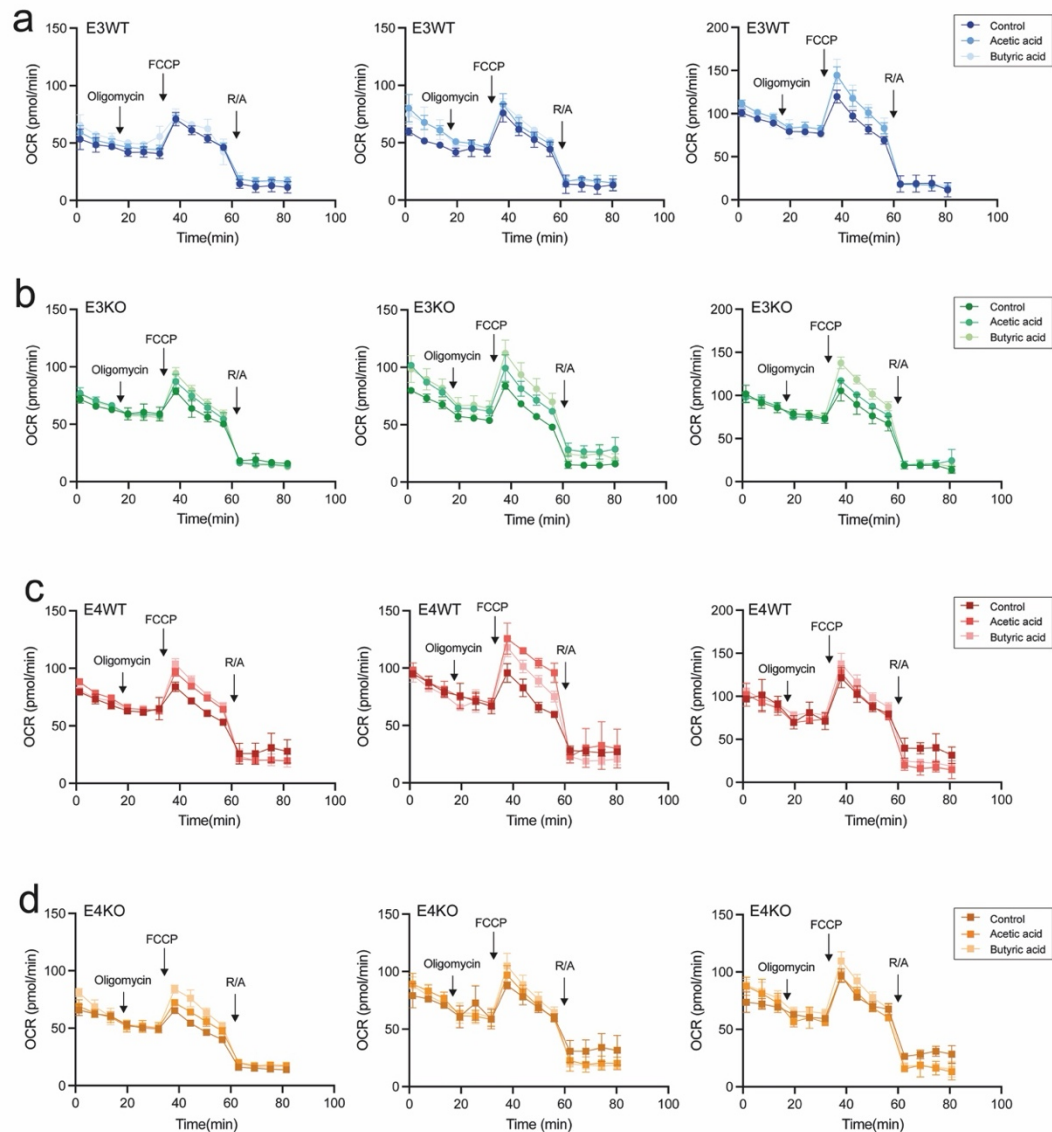 a
E3WT
150
100
50
0
OCR (pmol/min)
Oligomycin
FCCP
R/A
0 20 40 60 80 100
Time(min)
E3WT
150
100
50
0
OCR (pmol/min)
Oligomycin
FCCP
R/A
0 20 40 60 80 100
Time(min)
E3WT
200
150
100
50
0
OCR (pmol/min)
Oligomycin
FCCP
R/A
0 20 40 60 80 100
Time(min)
Control
Acetic acid
Butyric acid
b
E3KO
150
100
50
0
OCR (pmol/min)
Oligomycin
FCCP
R/A
0 20 40 60 80 100
Time(min)
E3KO
150
100
50
0
OCR (pmol/min)
Oligomycin
FCCP
R/A
0 20 40 60 80 100
Time (min)
E3KO
200
150
100
50
0
OCR (pmol/min)
Oligomycin
FCCP
R/A
0 20 40 60 80 100
Time(min)
Control
Acetic acid
Butyric acid
c
E4WT
150
100
50
0
OCR (pmol/min)
Oligomycin
FCCP
R/A
0 20 40 60 80 100
Time(min)
E4WT
150
100
50
0
OCR (pmol/min)
Oligomycin
FCCP
R/A
0 20 40 60 80 100
Time (min)
E4WT
200
150
100
50
0
OCR (pmol/min)
Oligomycin
FCCP
R/A
0 20 40 60 80 100
Time(min)
Control
Acetic acid
Butyric acid
d
E4KO
150
100
50
0
OCR (pmol/min)
Oligomycin
FCCP
R/A
0 20 40 60 80 100
Time(min)
E4KO
150
100
50
0
OCR (pmol/min)
Oligomycin
FCCP
R/A
0 20 40 60 80 100
Time (min)
E4KO
150
100
50
0
OCR (pmol/min)
Oligomycin
FCCP
R/A
0 20 40 60 80 100
Time(min)
Control
Acetic acid
Butyric acid